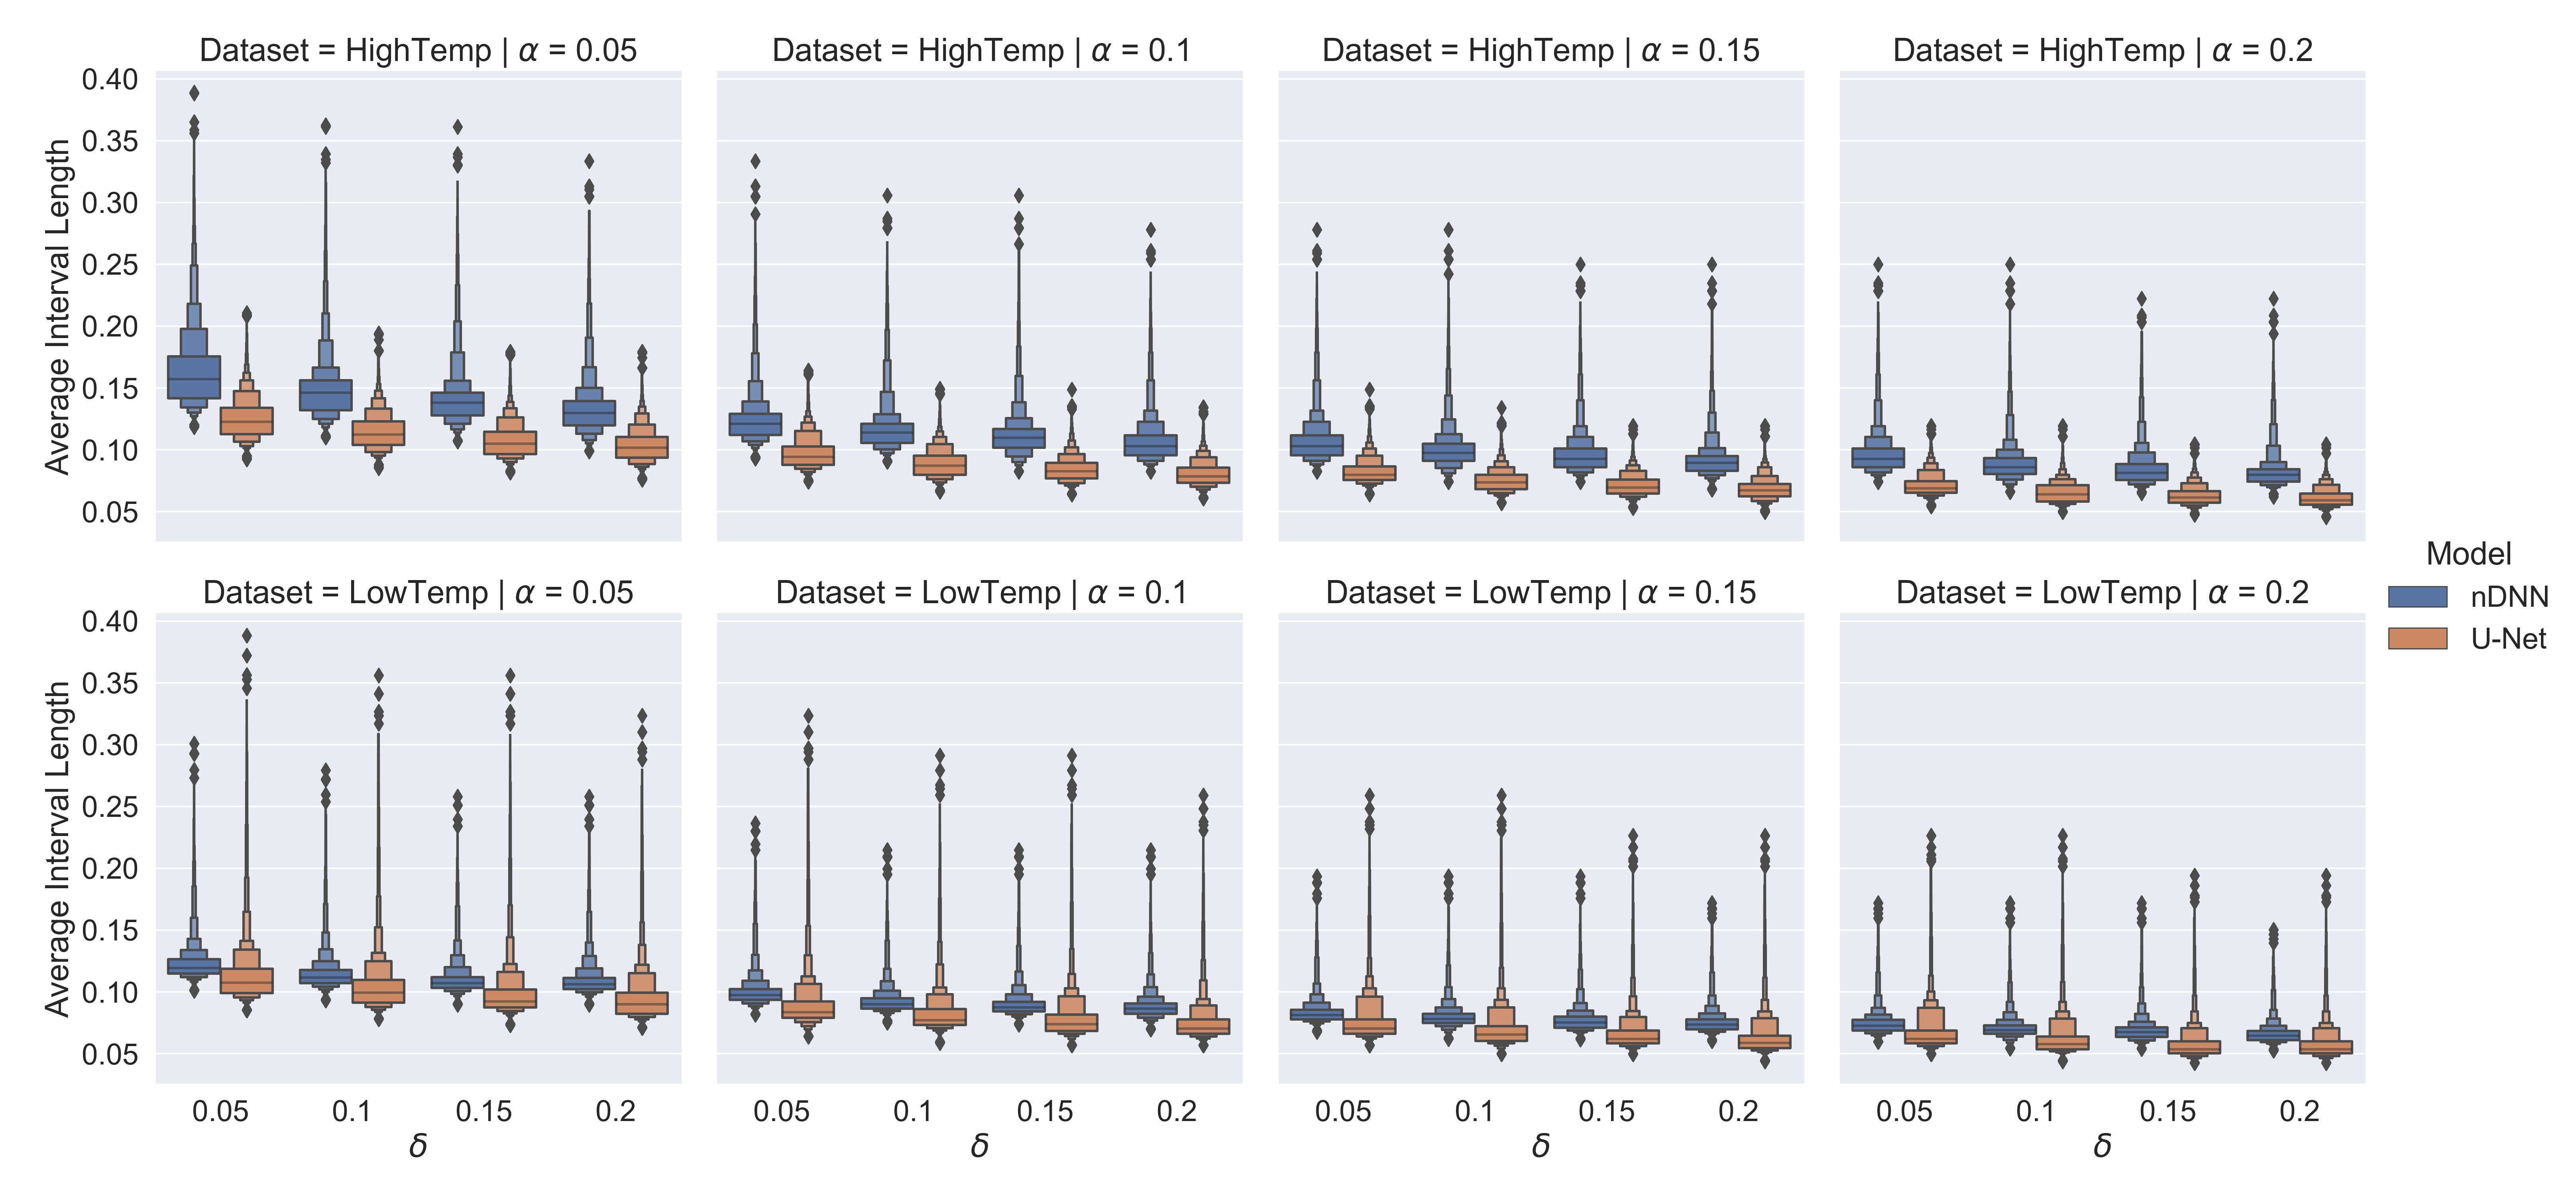 Dataset = HighTemp | α = 0.05
Dataset = HighTemp | α = 0.1
Dataset = HighTemp | α = 0.15
Dataset = HighTemp | α = 0.2
Average Interval Length
0.40
0.35
0.30
0.25
0.20
0.15
0.10
0.05
Dataset = LowTemp | α = 0.05
Dataset = LowTemp | α = 0.1
Dataset = LowTemp | α = 0.15
Dataset = LowTemp | α = 0.2
Average Interval Length
0.40
0.35
0.30
0.25
0.20
0.15
0.10
0.05
0.05 0.1 0.15 0.2
δ
0.05 0.1 0.15 0.2
δ
0.05 0.1 0.15 0.2
δ
0.05 0.1 0.15 0.2
δ
Model
nDNN
U-Net